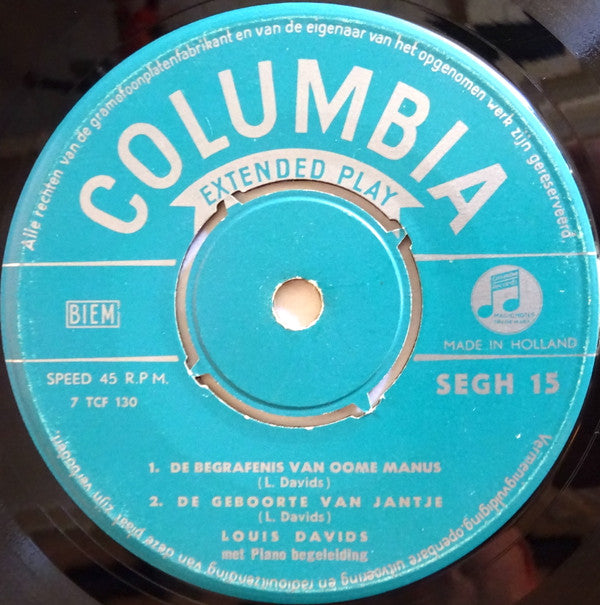 Alle rechten van de gramofoonplatenfabrikant en van de eigenaar van het opgenomen werk zijn gereserveerd.
COLUMBIA
EXTENDED PLAY
BIEM
MADE IN HOLLAND
SPEED 45 R.P.M.
SEGH 15
7 TCF 130
1. DE BEGRAFENIS VAN OOME MANUS
(L. Davids)
2. DE GEBOORTE VAN JANTJE
(L. Davids)
LOUIS DAVIDS
met Piano begeleiding
Vermenigvuldiging, openbare uitvoering en radiouitzending van deze plaat zijn verboden.